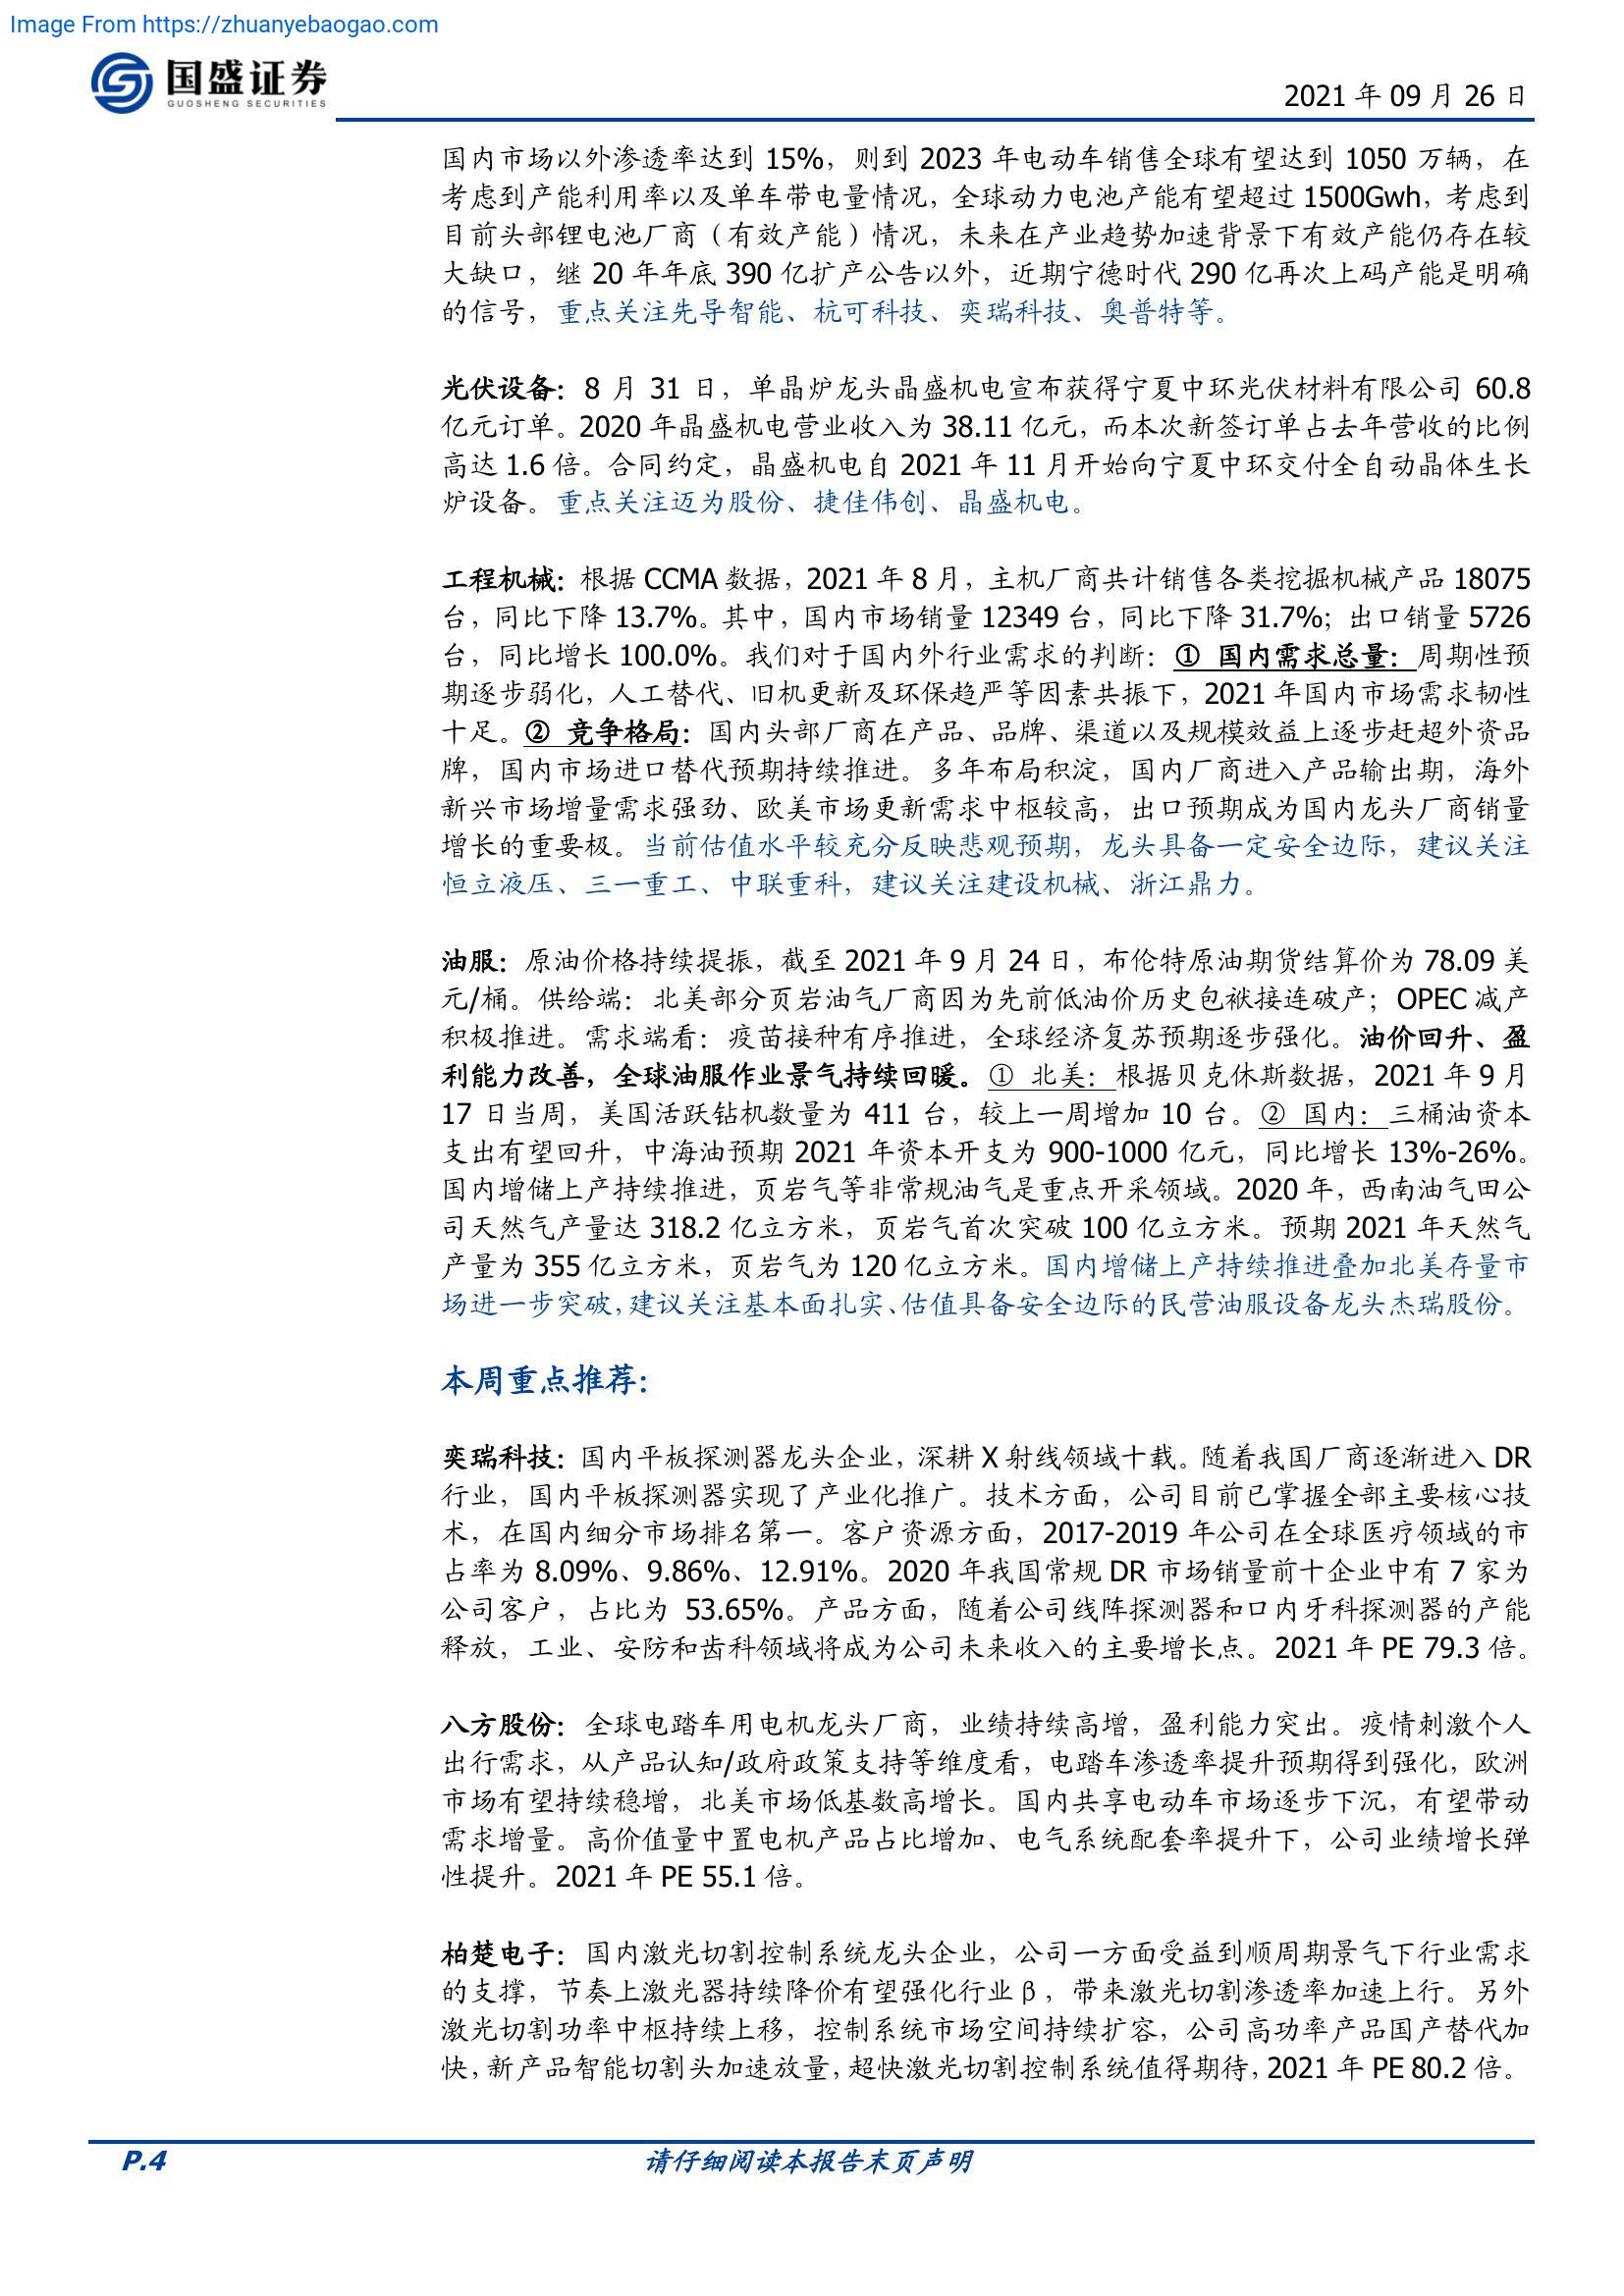 Image From https://zhuanyebaogao.com
国盛证券
GUOSHENG SECURITIES
2021 年 09 月 26 日
国内市场以外渗透率达到 15%，则到 2023 年电动车销售全球有望达到 1050 万辆，在
考虑到产能利用率以及单车带电量情况，全球动力电池产能有望超过 1500Gwh，考虑到
目前头部锂电池厂商（有效产能）情况，未来在产业趋势加速背景下有效产能仍存在较
大缺口，继 20 年年底 390 亿扩产公告以外，近期宁德时代 290 亿再次上码产能是明确
的信号，重点关注先导智能、杭可科技、奕瑞科技、奥普特等。
光伏设备：8 月 31 日，单晶炉龙头晶盛机电宣布获得宁夏中环光伏材料有限公司 60.8
亿元订单。2020 年晶盛机电营业收入为 38.11 亿元，而本次新签订单占去年营收的比例
高达 1.6 倍。合同约定，晶盛机电自 2021 年 11 月开始向宁夏中环交付全自动晶体生长
炉设备。重点关注迈为股份、捷佳伟创、晶盛机电。
工程机械：根据 CCMA 数据，2021 年 8 月，主机厂商共计销售各类挖掘机械产品 18075
台，同比下降 13.7%。其中，国内市场销量 12349 台，同比下降 31.7%；出口销量 5726
台，同比增长 100.0%。我们对于国内外行业需求的判断：① 国内需求总量：周期性预
期逐步弱化，人工替代、旧机更新及环保趋严等因素共振下，2021 年国内市场需求韧性
十足。② 竞争格局：国内头部厂商在产品、品牌、渠道以及规模效益上逐步赶超外资品
牌，国内市场进口替代预期持续推进。多年布局积淀，国内厂商进入产品输出期，海外
新兴市场增量需求强劲、欧美市场更新需求中枢较高，出口预期成为国内龙头厂商销量
增长的重要极。当前估值水平较充分反映悲观预期，龙头具备一定安全边际，建议关注
恒立液压、三一重工、中联重科，建议关注建设机械、浙江鼎力。
油服：原油价格持续提振，截至 2021 年 9 月 24 日，布伦特原油期货结算价为 78.09 美
元/桶。供给端：北美部分页岩油气厂商因为先前低油价历史包袱接连破产；OPEC 减产
积极推进。需求端看：疫苗接种有序推进，全球经济复苏预期逐步强化。油价回升、盈
利能力改善，全球油服作业景气持续回暖。① 北美：根据贝克休斯数据，2021 年 9 月
17 日当周，美国活跃钻机数量为 411 台，较上一周增加 10 台。② 国内：三桶油资本
支出有望回升，中海油预期 2021 年资本开支为 900-1000 亿元，同比增长 13%-26%。
国内增储上产持续推进，页岩气等非常规油气是重点开采领域。2020 年，西南油气田公
司天然气产量达 318.2 亿立方米，页岩气首次突破 100 亿立方米。预期 2021 年天然气
产量为 355 亿立方米，页岩气为 120 亿立方米。国内增储上产持续推进叠加北美存量市
场进一步突破，建议关注基本面扎实、估值具备安全边际的民营油服设备龙头杰瑞股份。
本周重点推荐：
奕瑞科技：国内平板探测器龙头企业，深耕 X 射线领域十载。随着我国厂商逐渐进入 DR
行业，国内平板探测器实现了产业化推广。技术方面，公司目前已掌握全部主要核心技
术，在国内细分市场排名第一。客户资源方面，2017-2019 年公司在全球医疗领域的市
占率为 8.09%、9.86%、12.91%。2020 年我国常规 DR 市场销量前十企业中有 7 家为
公司客户，占比为 53.65%。产品方面，随着公司线阵探测器和口内牙科探测器的产能
释放，工业、安防和齿科领域将成为公司未来收入的主要增长点。2021 年 PE 79.3 倍。
八方股份：全球电踏车用电机龙头厂商，业绩持续高增，盈利能力突出。疫情刺激个人
出行需求，从产品认知/政府政策支持等维度看，电踏车渗透率提升预期得到强化，欧洲
市场有望持续稳增，北美市场低基数高增长。国内共享电动车市场逐步下沉，有望带动
需求增量。高价值量中置电机产品占比增加、电气系统配套率提升下，公司业绩增长弹
性提升。2021 年 PE 55.1 倍。
柏楚电子：国内激光切割控制系统龙头企业，公司一方面受益到顺周期景气下行业需求
的支撑，节奏上激光器持续降价有望强化行业 β，带来激光切割渗透率加速上行。另外
激光切割功率中枢持续上移，控制系统市场空间持续扩容，公司高功率产品国产替代加
快，新产品智能切割头加速放量，超快激光切割控制系统值得期待，2021 年 PE 80.2 倍。
P.4
请仔细阅读本报告末页声明